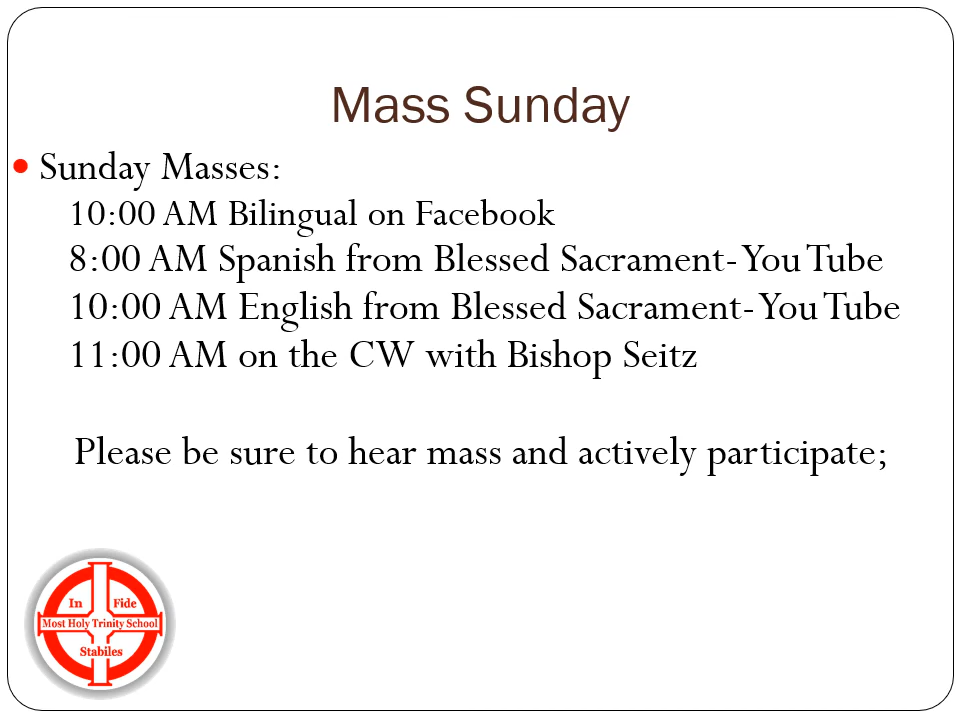 Mass Sunday
Sunday Masses:
10:00 AM Bilingual on Facebook
8:00 AM Spanish from Blessed Sacrament-You Tube
10:00 AM English from Blessed Sacrament-You Tube
11:00 AM on the CW with Bishop Seitz
Please be sure to hear mass and actively participate;
In Fide
Most Holy Trinity School
Stabiles